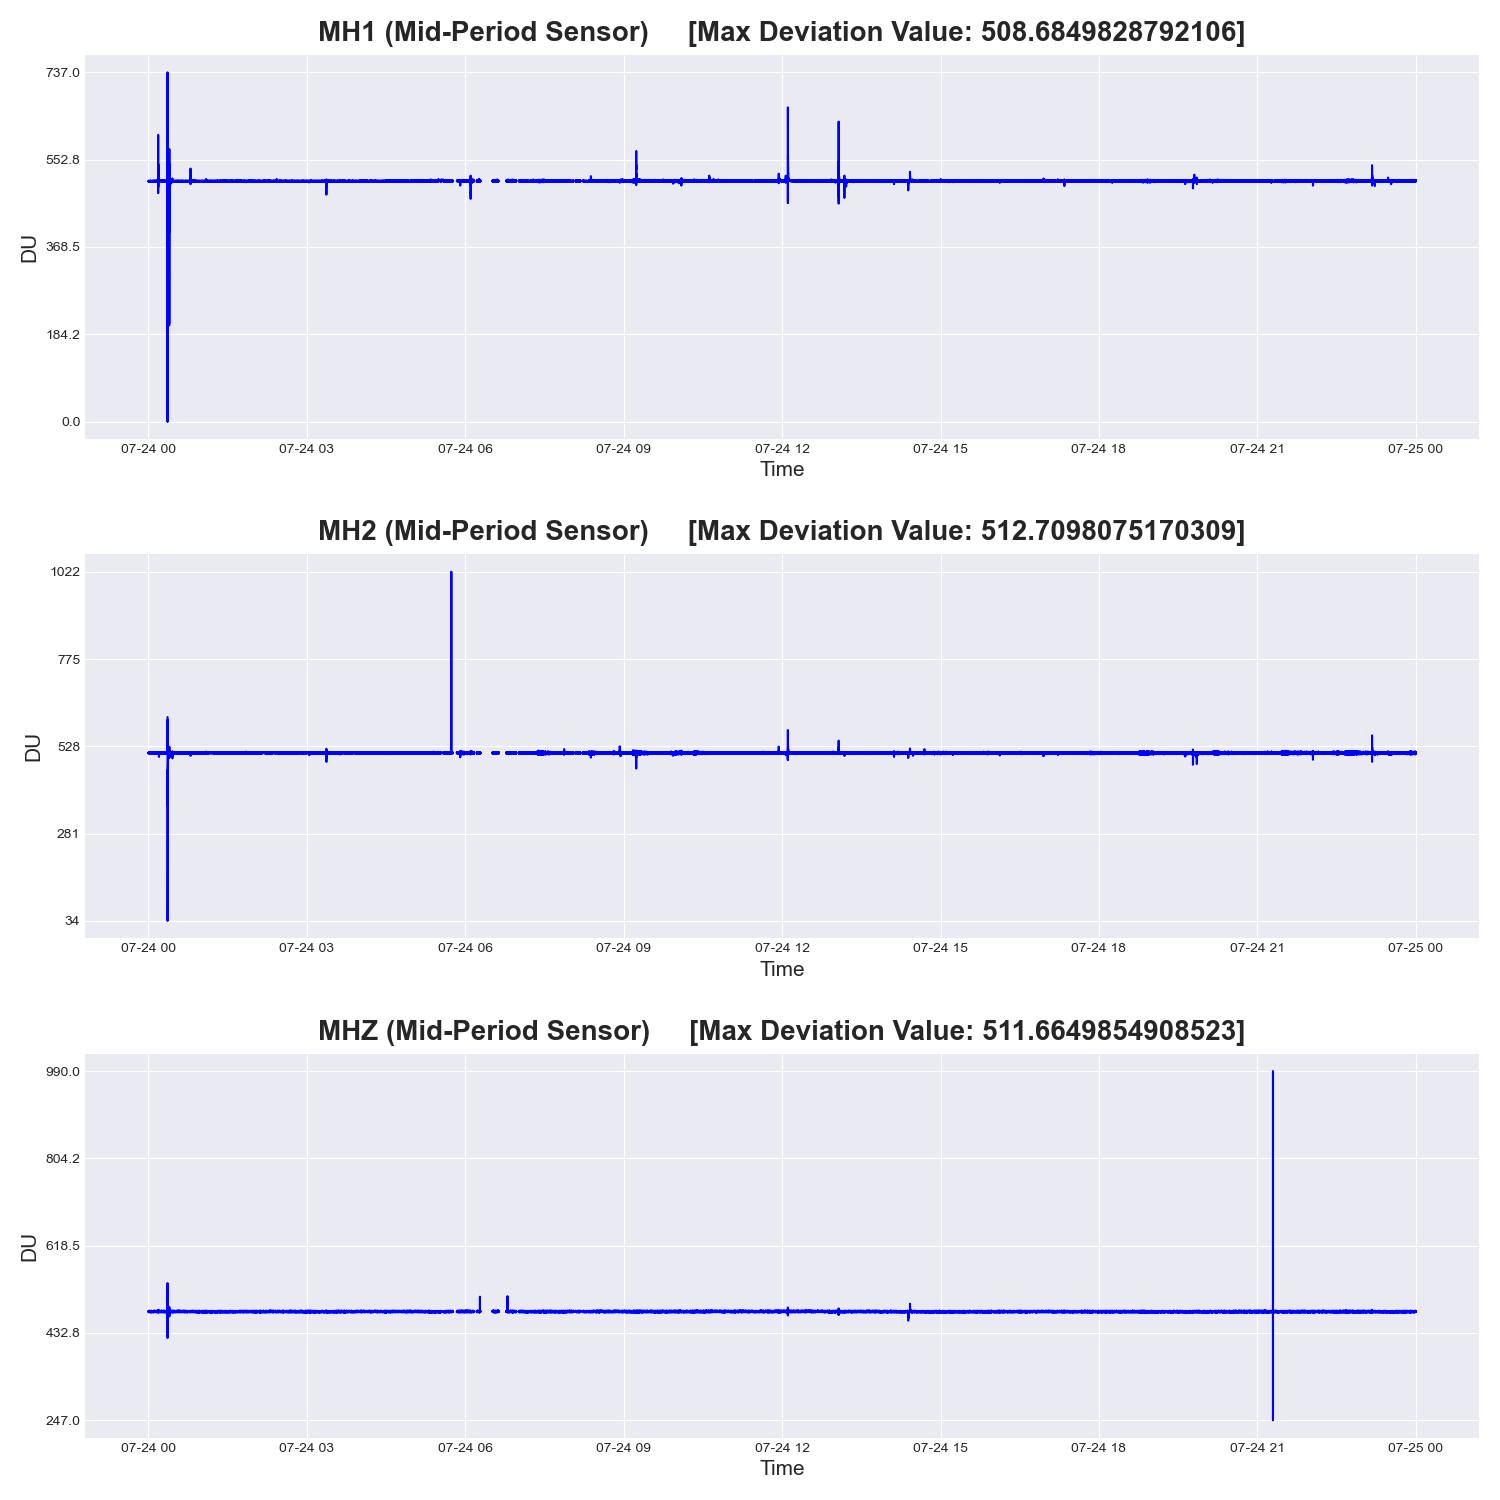 MH1 (Mid-Period Sensor) [Max Deviation Value: 508.6849828792106]
737.0
552.8
368.5
184.2
0.0
DU
07-24 00 07-24 03 07-24 06 07-24 09 07-24 12 07-24 15 07-24 18 07-24 21 07-25 00
Time
MH2 (Mid-Period Sensor) [Max Deviation Value: 512.7098075170309]
1022
775
528
281
34
DU
07-24 00 07-24 03 07-24 06 07-24 09 07-24 12 07-24 15 07-24 18 07-24 21 07-25 00
Time
MHZ (Mid-Period Sensor) [Max Deviation Value: 511.6649854908523]
990.0
804.2
618.5
432.8
247.0
DU
07-24 00 07-24 03 07-24 06 07-24 09 07-24 12 07-24 15 07-24 18 07-24 21 07-25 00
Time